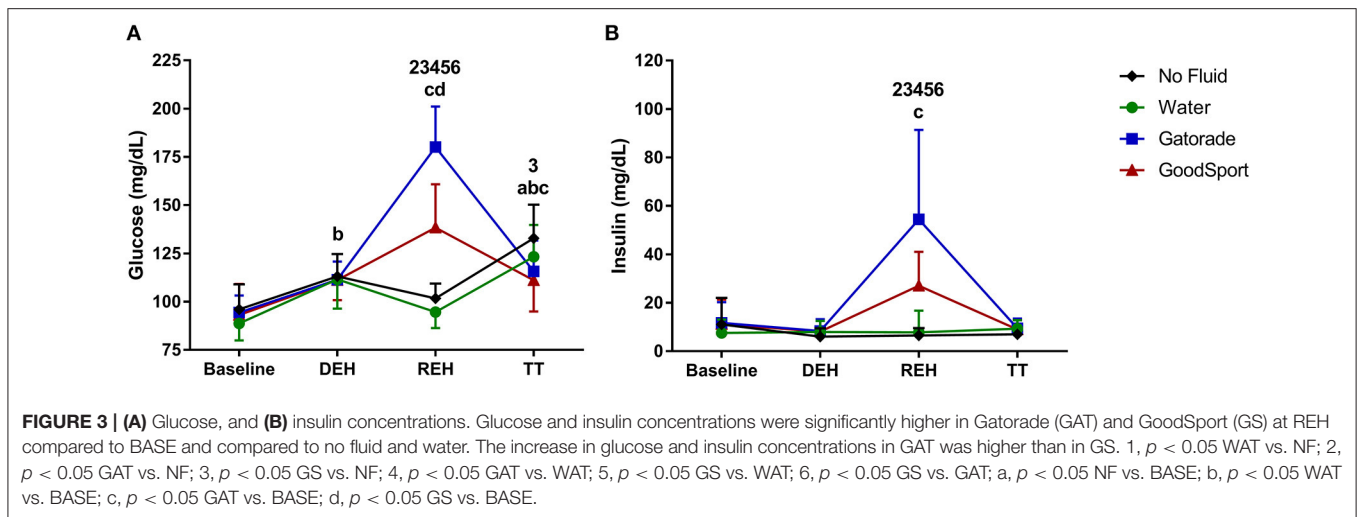 A
225
200
175
150
125
100
75
Glucose (mg/dL)
23456
cd
b
3
abc
Baseline DEH REH TT
B
120
100
80
60
40
20
0
Insulin (mg/dL)
23456
c
Baseline DEH REH TT
No Fluid
Water
Gatorade
GoodSport
FIGURE 3 | (A) Glucose, and (B) insulin concentrations. Glucose and insulin concentrations were significantly higher in Gatorade (GAT) and GoodSport (GS) at REH
compared to BASE and compared to no fluid and water. The increase in glucose and insulin concentrations in GAT was higher than in GS. 1, p < 0.05 WAT vs. NF; 2,
p < 0.05 GAT vs. NF; 3, p < 0.05 GS vs. NF; 4, p < 0.05 GAT vs. WAT; 5, p < 0.05 GS vs. WAT; 6, p < 0.05 GS vs. GAT; a, p < 0.05 NF vs. BASE; b, p < 0.05 WAT
vs. BASE; c, p < 0.05 GAT vs. BASE; d, p < 0.05 GS vs. BASE.